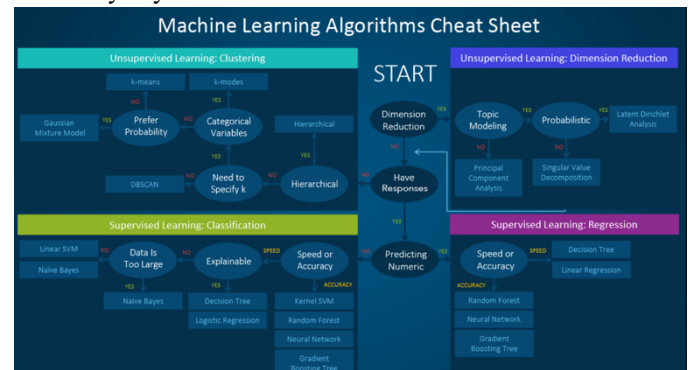 Machine Learning Algorithms Cheat Sheet
Unsupervised Learning: Clustering
START
Unsupervised Learning: Dimension Reduction
k-means
k-modes
NO
YES
Gaussian
Mixture Model
YES
Prefer
Probability
NO
Categorical
Variables
Hierarchical
YES
YES
DBSCAN
NO
Need to
Specify k
NO
Hierarchical
NO
Dimension
Reduction
YES
NO
Have
Responses
YES
Topic
Modeling
YES
Probabilistic
YES
Latent Dirichlet
Analysis
NO
NO
Principal
Component
Analysis
Singular Value
Decomposition
Supervised Learning: Classification
Supervised Learning: Regression
Linear SVM
Naïve Bayes
NO
Data Is
Too Large
NO
Explainable
SPEED
Speed or
Accuracy
NO
Predicting
Numeric
YES
Speed or
Accuracy
SPEED
Decision Tree
Linear Regression
YES
YES
ACCURACY
ACCURACY
Naïve Bayes
Decision Tree
Logistic Regression
Kernel SVM
Random Forest
Neural Network
Gradient
Boosting Tree
Random Forest
Neural Network
Gradient
Boosting Tree